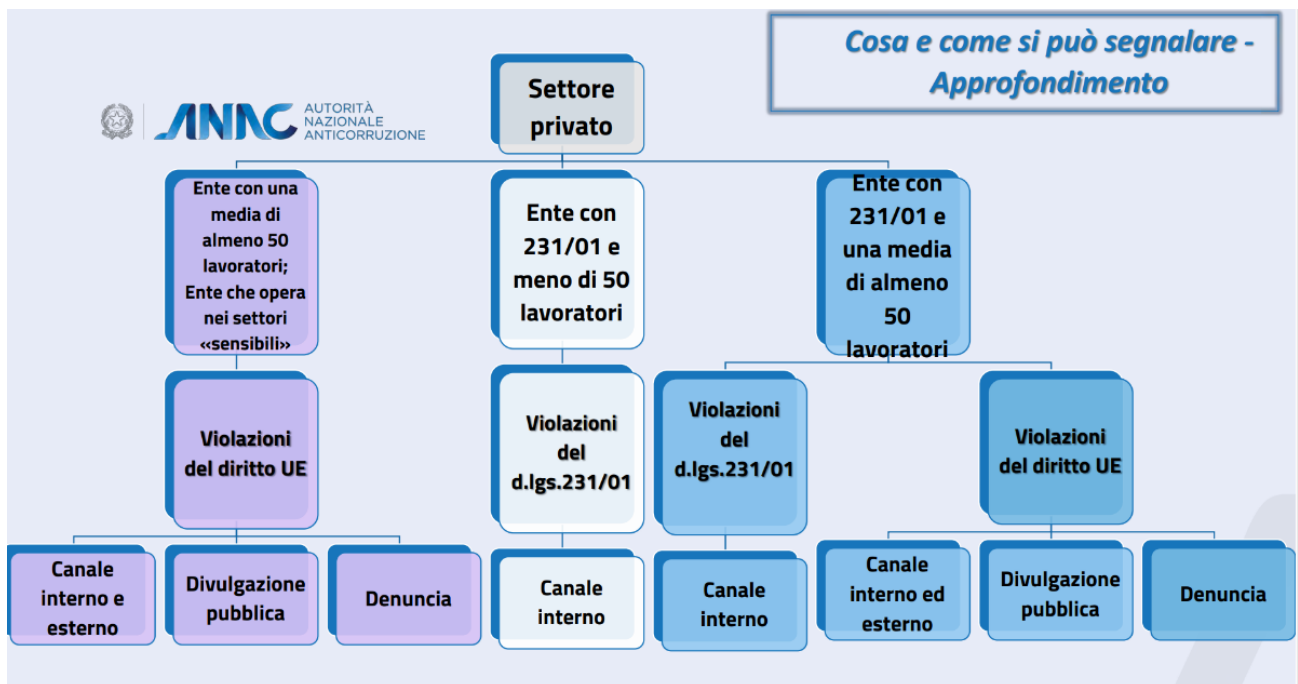 Cosa e come si può segnalare -
Approfondimento
ANAC
AUTORITÀ
NAZIONALE
ANTICORRUZIONE
Settore
privato
Ente con una
media di
almeno 50
lavoratori;
Ente che opera
nei settori
«sensibili»
Ente con
231/01 e
meno di 50
lavoratori
Ente con
231/01 e
una media
di almeno
50
lavoratori
Violazioni
del diritto UE
Violazioni
del
d.lgs.231/01
Violazioni
del
d.lgs.231/01
Violazioni
del diritto UE
Canale
interno e
esterno
Divulgazione
pubblica
Denuncia
Canale
interno
Canale
interno
Canale
interno ed
esterno
Divulgazione
pubblica
Denuncia